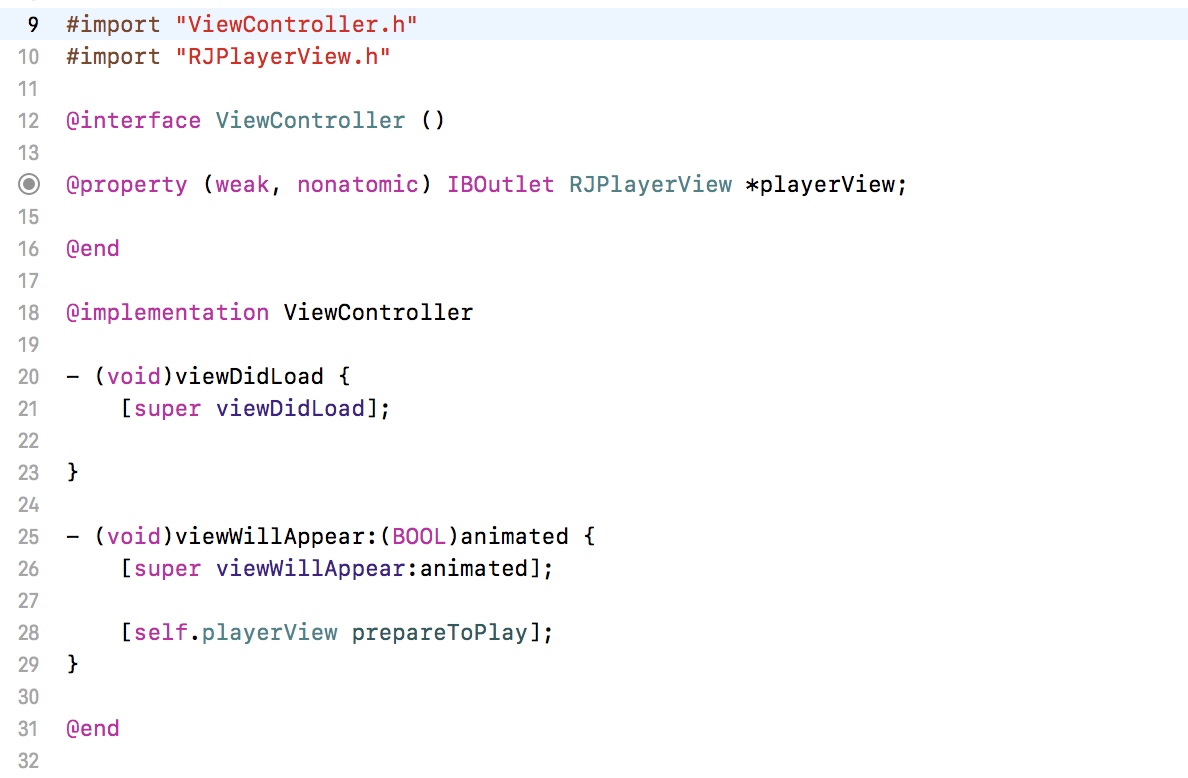 9 #import "ViewController.h"
10 #import "RJPlayerView.h"
11
12 @interface ViewController ()
13
@property (weak, nonatomic) IBOutlet RJPlayerView *playerView;
15
16 @end
17
18 @implementation ViewController
19
20 - (void)viewDidLoad {
21 [super viewDidLoad];
22
23 }
24
25 - (void)viewWillAppear:(BOOL)animated {
26 [super viewWillAppear:animated];
27
28 [self.playerView prepareToPlay];
29 }
30
31 @end
32